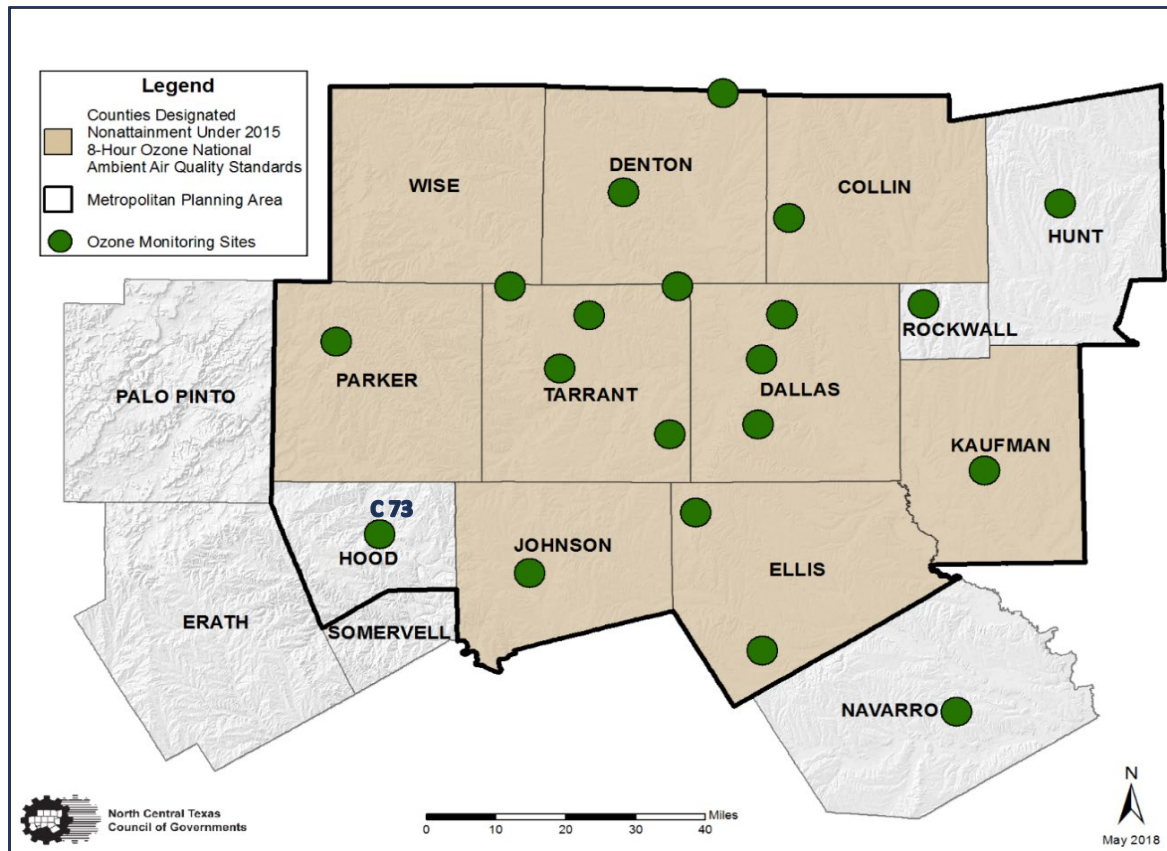 Legend
Counties Designated
Nonattainment Under 2015
8-Hour Ozone National
Ambient Air Quality Standards
Metropolitan Planning Area
Ozone Monitoring Sites
WISE
DENTON
COLLIN
HUNT
ROCKWALL
PALO PINTO
PARKER
TARRANT
DALLAS
KAUFMAN
C 73
HOOD
JOHNSON
ELLIS
ERATH
SOMERVELL
NAVARRO
North Central Texas
Council of Governments
Miles
0 10 20 30 40
N
May 2018